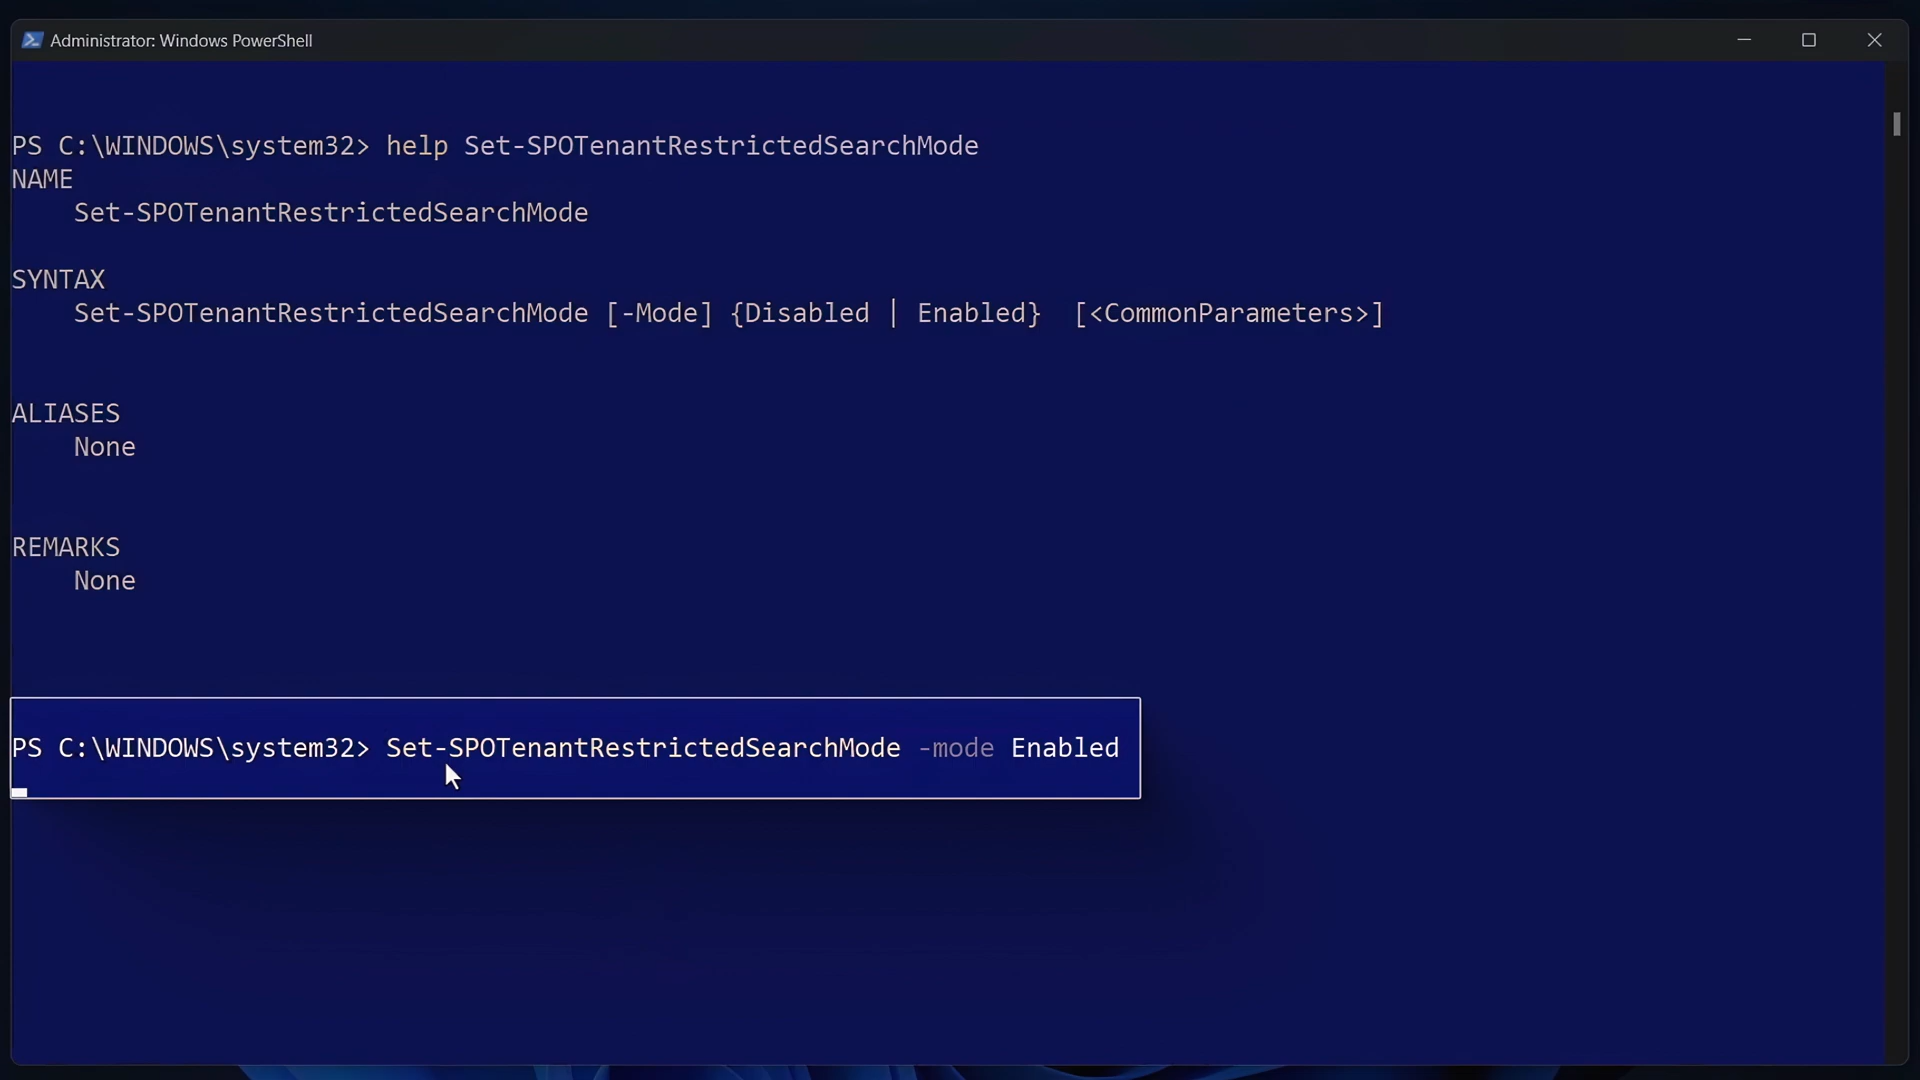 Administrator: Windows PowerShell
PS C:\WINDOWS\system32> help Set-SPOTenantRestrictedSearchMode
NAME
Set-SPOTenantRestrictedSearchMode
SYNTAX
Set-SPOTenantRestrictedSearchMode [-Mode] {Disabled | Enabled}  [<CommonParameters>]
ALIASES
None
REMARKS
None
PS C:\WINDOWS\system32> Set-SPOTenantRestrictedSearchMode -mode Enabled